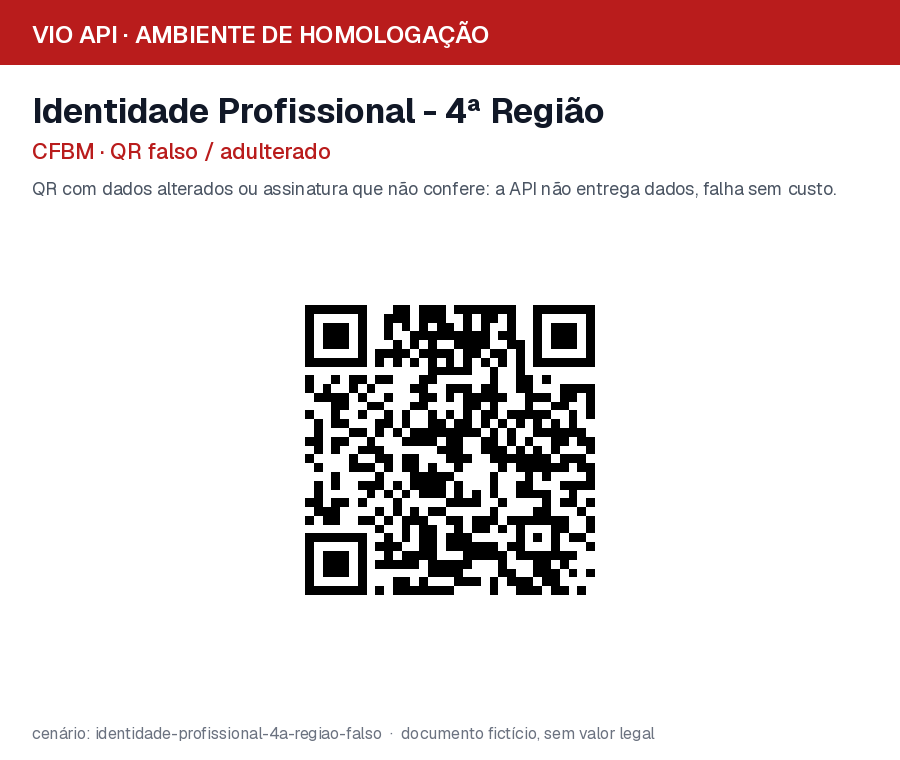 VIO API · AMBIENTE DE HOMOLOGAÇÃO
Identidade Profissional - 4ª Região
CFBM · QR falso / adulterado
QR com dados alterados ou assinatura que não confere: a API não entrega dados, falha sem custo.
cenário: identidade-profissional-4a-regiao-falso · documento fictício, sem valor legal